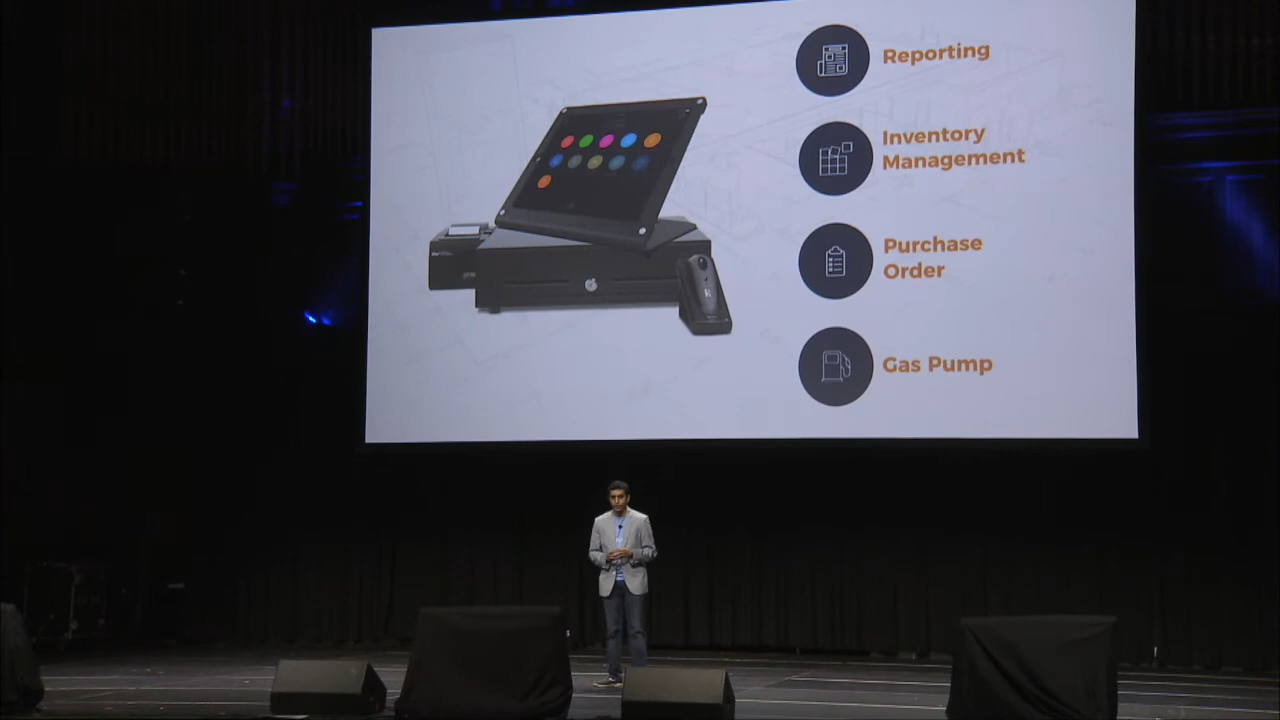 Reporting
Inventory
Management
Purchase
Order
Gas Pump